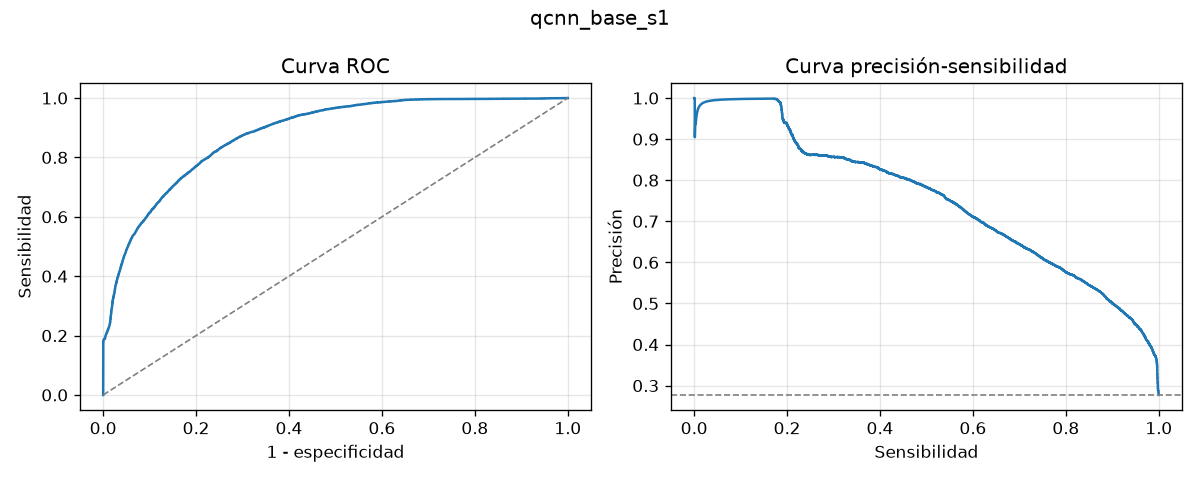 qcnn_base_s1
Curva ROC
Sensibilidad
1.0
0.8
0.6
0.4
0.2
0.0
0.0 0.2 0.4 0.6 0.8 1.0
1 - especificidad
Curva precisión-sensibilidad
Precisión
1.0
0.9
0.8
0.7
0.6
0.5
0.4
0.3
0.0 0.2 0.4 0.6 0.8 1.0
Sensibilidad